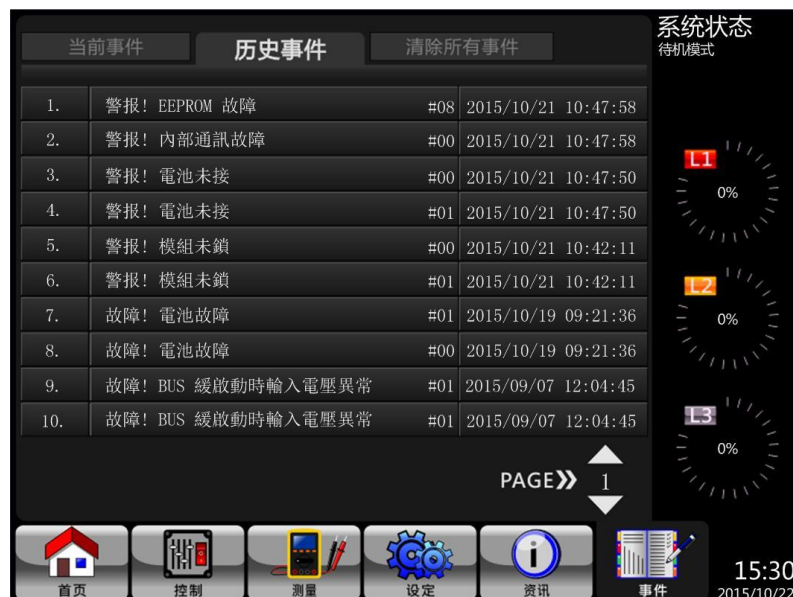 当前事件
历史事件
清除所有事件
系统状态
待机模式
1. 警报! EEPROM 故障 #08 2015/10/21 10:47:58
2. 警报! 內部通訊故障 #00 2015/10/21 10:47:58
3. 警报! 電池未接 #00 2015/10/21 10:47:50
4. 警报! 電池未接 #01 2015/10/21 10:47:50
5. 警报! 模組未鎖 #00 2015/10/21 10:42:11
6. 警报! 模組未鎖 #01 2015/10/21 10:42:11
7. 故障! 電池故障 #01 2015/10/19 09:21:36
8. 故障! 電池故障 #00 2015/10/19 09:21:36
9. 故障! BUS 緩啟動時輸入電壓異常 #01 2015/09/07 12:04:45
10. 故障! BUS 緩啟動時輸入電壓異常 #01 2015/09/07 12:04:45
L1
0%
L2
0%
L3
0%
PAGE» 1
首页
控制
测量
设定
资讯
事件
15:30
2015/10/22